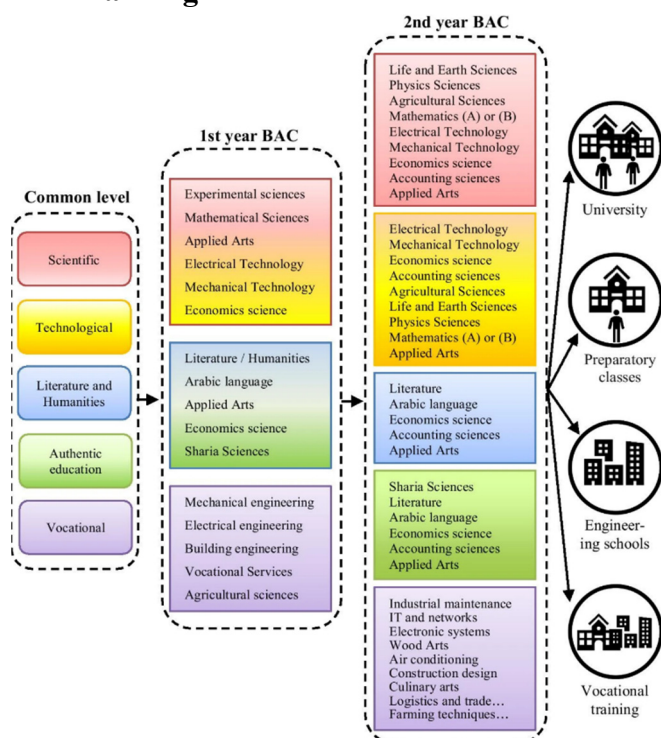 2nd year BAC
1st year BAC
Common level
Scientific
Technological
Literature and
Humanities
Authentic
education
Vocational
Experimental sciences
Mathematical Sciences
Applied Arts
Electrical Technology
Mechanical Technology
Economics science
Literature / Humanities
Arabic language
Applied Arts
Economics science
Sharia Sciences
Mechanical engineering
Electrical engineering
Building engineering
Vocational Services
Agricultural sciences
Life and Earth Sciences
Physics Sciences
Agricultural Sciences
Mathematics (A) or (B)
Electrical Technology
Mechanical Technology
Economics science
Accounting sciences
Applied Arts
Electrical Technology
Mechanical Technology
Economics science
Accounting sciences
Agricultural Sciences
Life and Earth Sciences
Physics Sciences
Mathematics (A) or (B)
Applied Arts
Literature
Arabic language
Economics science
Accounting sciences
Applied Arts
Sharia Sciences
Literature
Arabic language
Economics science
Accounting sciences
Applied Arts
Industrial maintenance
IT and networks
Electronic systems
Wood Arts
Air conditioning
Construction design
Culinary arts
Logistics and trade…
Farming techniques…
University
Preparatory
classes
Engineer-
ing schools
Vocational
training